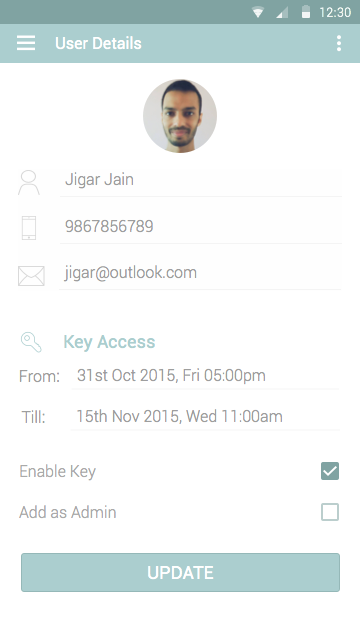 12:30
User Details
Jigar Jain
9867856789
jigar@outlook.com
Key Access
From: 31st Oct 2015, Fri 05:00pm
Till: 15th Nov 2015, Wed 11:00am
Enable Key
Add as Admin
UPDATE